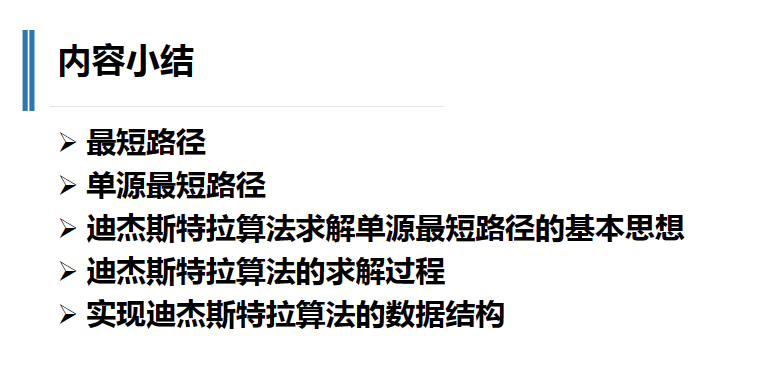 内容小结
最短路径
单源最短路径
迪杰斯特拉算法求解单源最短路径的基本思想
迪杰斯特拉算法的求解过程
实现迪杰斯特拉算法的数据结构